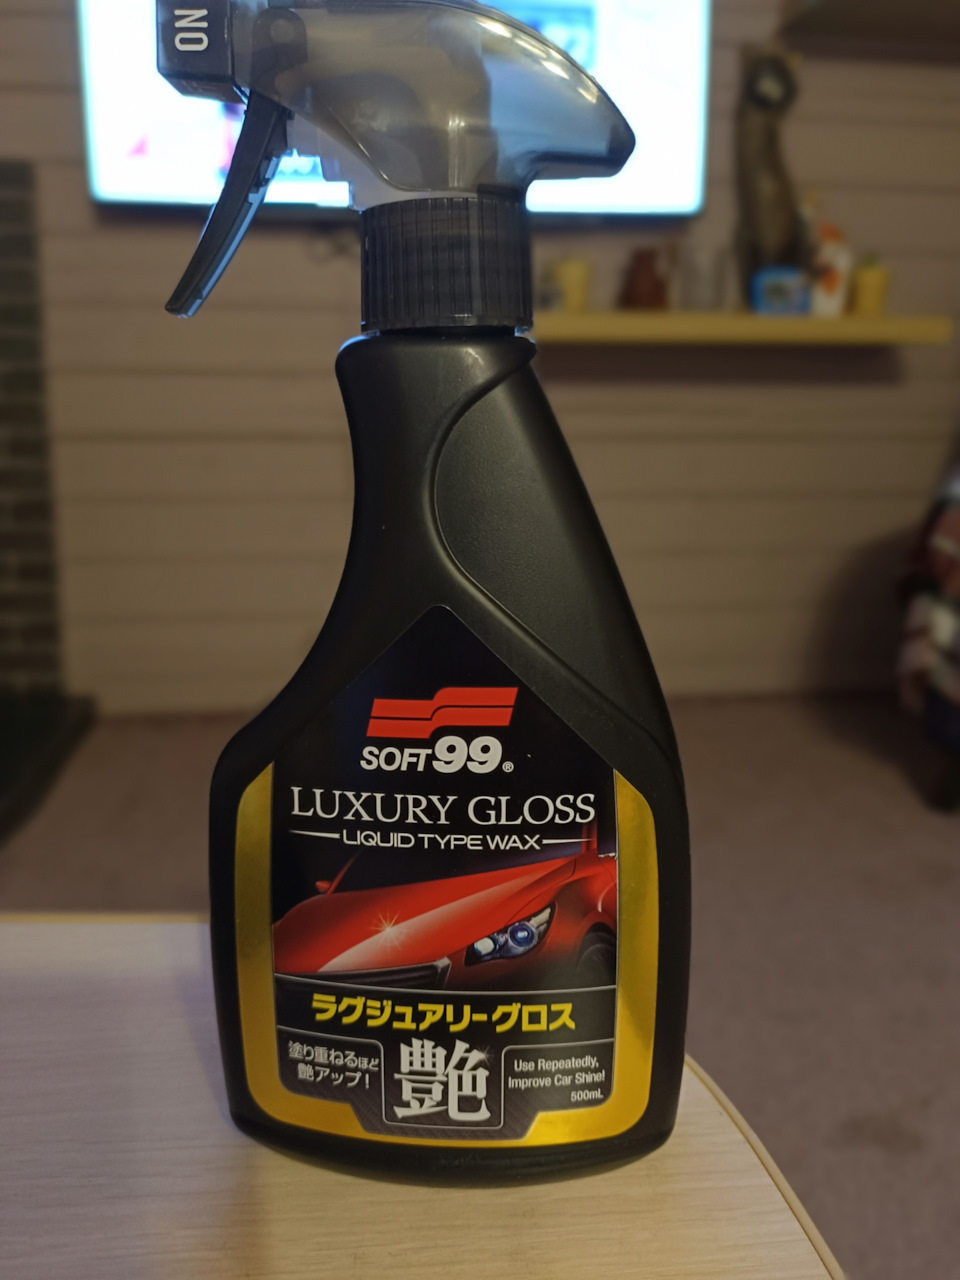 ON
SOFT99®
LUXURY GLOSS
LIQUID TYPE WAX
ラグジュアリーグロス
塗り重ねるほど
艶アップ!
艶
Use Repeatedly,
Improve Car Shine!
500mL